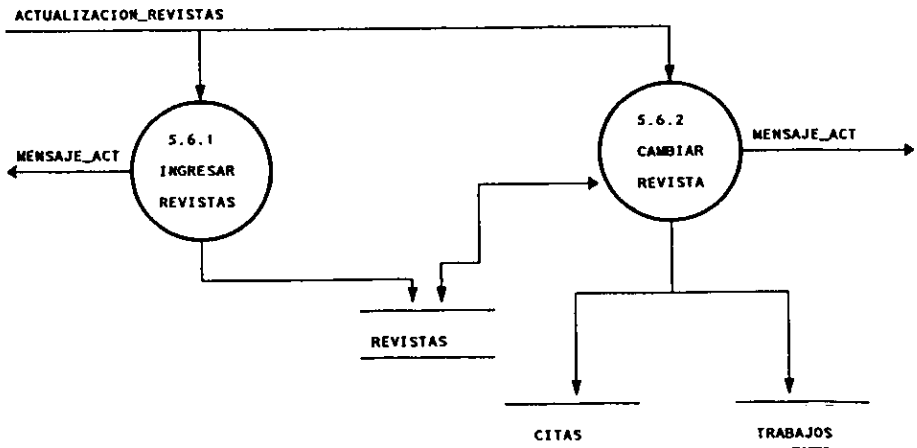 ACTUALIZACION_REVISTAS
5.6.1
INGRESAR
REVISTAS
MENSAJE_ACT
5.6.2
CAMBIAR
REVISTA
MENSAJE_ACT
REVISTAS
CITAS
TRABAJOS